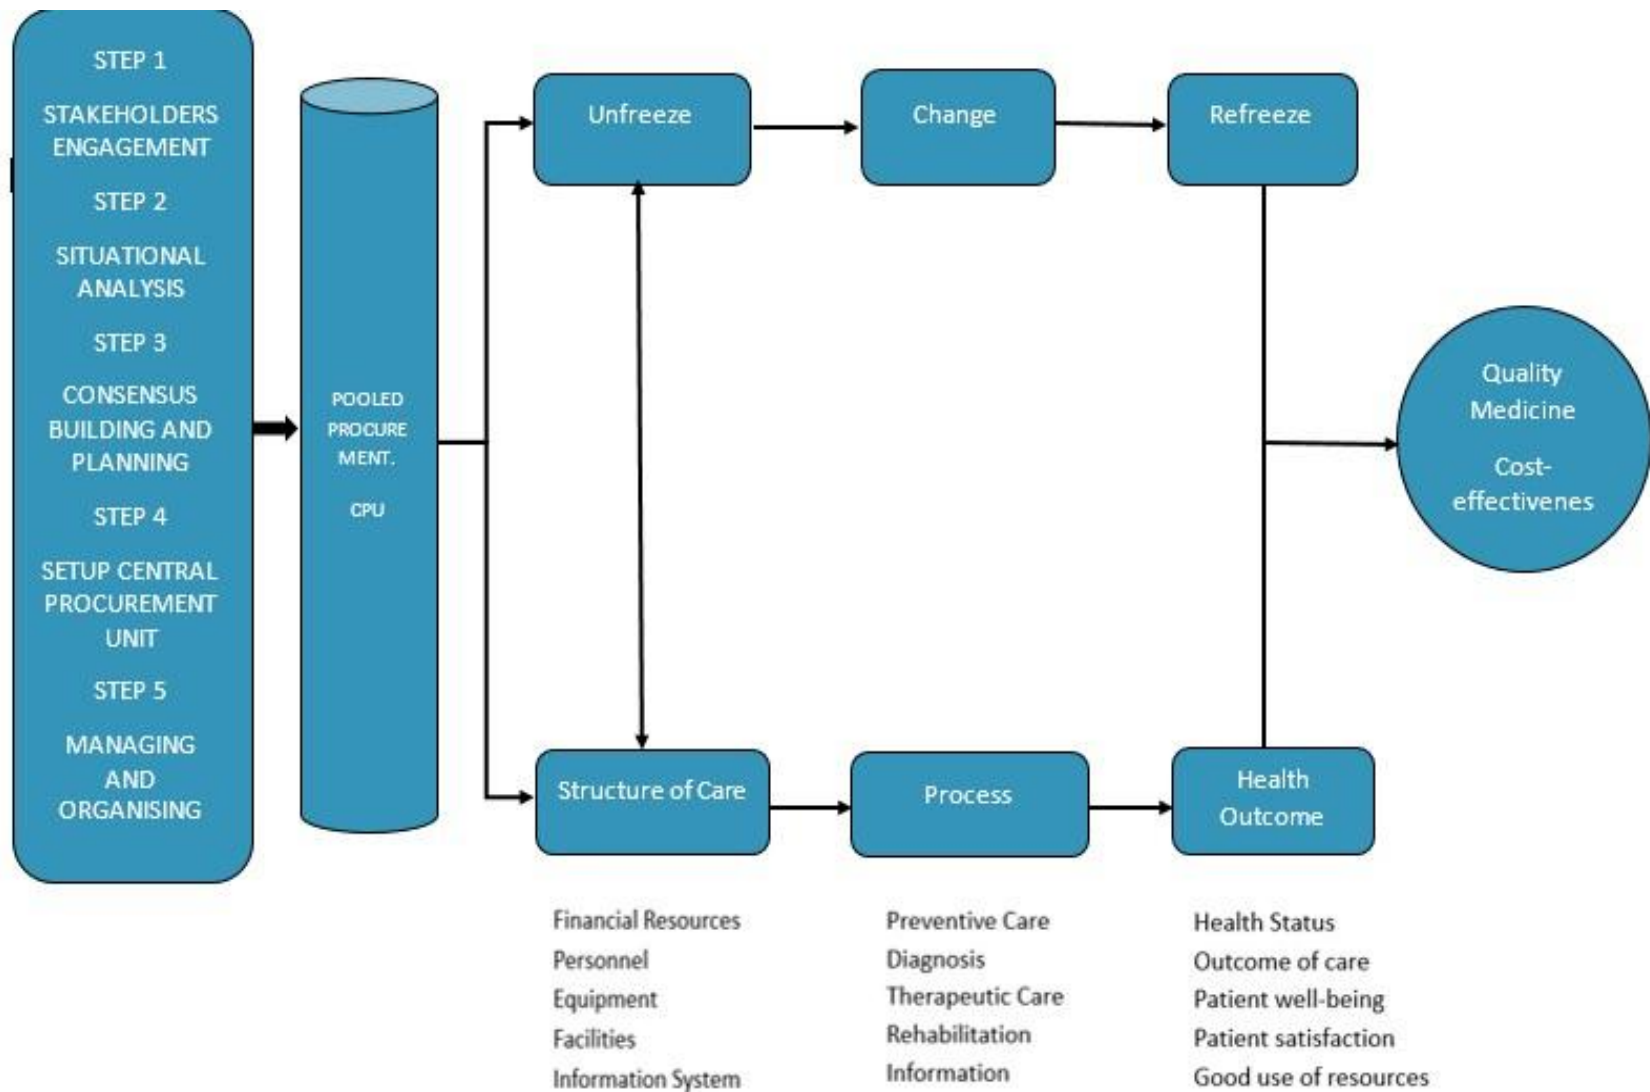 STEP 1
STAKEHOLDERS
ENGAGEMENT
STEP 2
SITUATIONAL
ANALYSIS
STEP 3
CONSENSUS
BUILDING AND
PLANNING
STEP 4
SETUP CENTRAL
PROCUREMENT
UNIT
STEP 5
MANAGING
AND
ORGANISING
POOLED
PROCURE
MENT.
CPU
Unfreeze
Change
Refreeze
Structure of Care
Process
Health
Outcome
Quality
Medicine
Cost-
effectivenes
Financial Resources
Personnel
Equipment
Facilities
Information System
Preventive Care
Diagnosis
Therapeutic Care
Rehabilitation
Information
Health Status
Outcome of care
Patient well-being
Patient satisfaction
Good use of resources